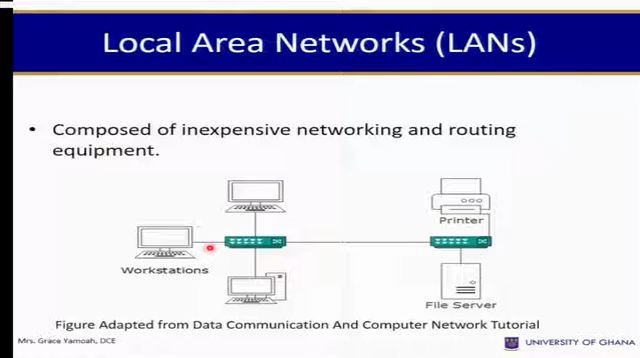 Local Area Networks (LANs)
• Composed of inexpensive networking and routing
equipment.
Printer
Workstations
File Server
Figure Adapted from Data Communication And Computer Network Tutorial
Mrs. Grace Yamoah, DCE
UNIVERSITY OF GHANA